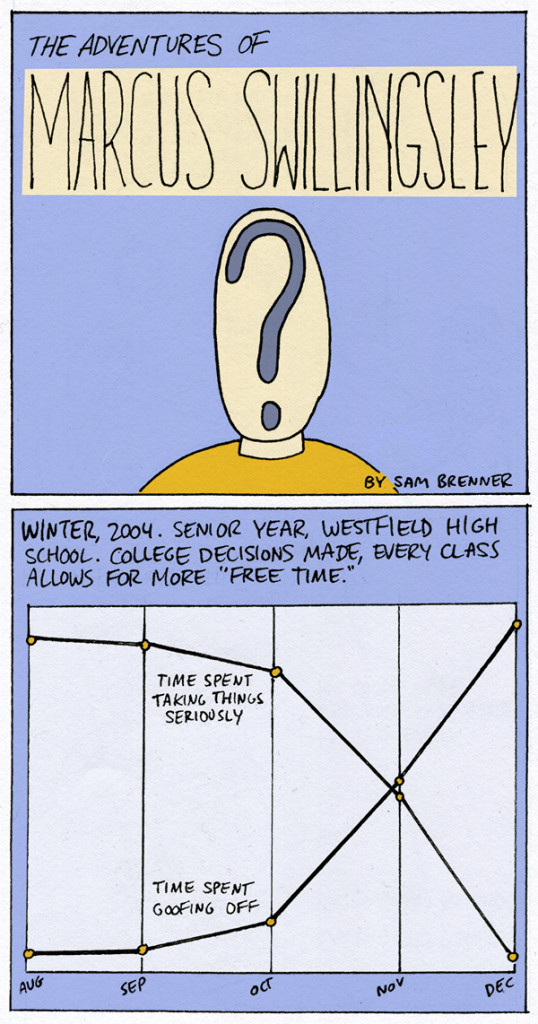 THE ADVENTURES OF
MARCUS SWILLINGSLEY
?
BY SAM BRENNER
WINTER, 2004. SENIOR YEAR, WESTFIELD HIGH
SCHOOL. COLLEGE DECISIONS MADE, EVERY CLASS
ALLOWS FOR MORE "FREE TIME."
TIME SPENT
TAKING THINGS
SERIOUSLY
TIME SPENT
GOOFING OFF
AUG SEP OCT NOV DEC